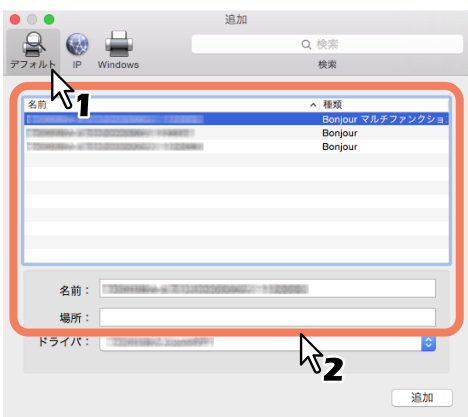 追加
デフォルト IP Windows
検索
検索
1
名前 種類
Bonjour マルチファンクショ
Bonjour
Bonjour
名前：
場所：
2
ドライバ：
追加